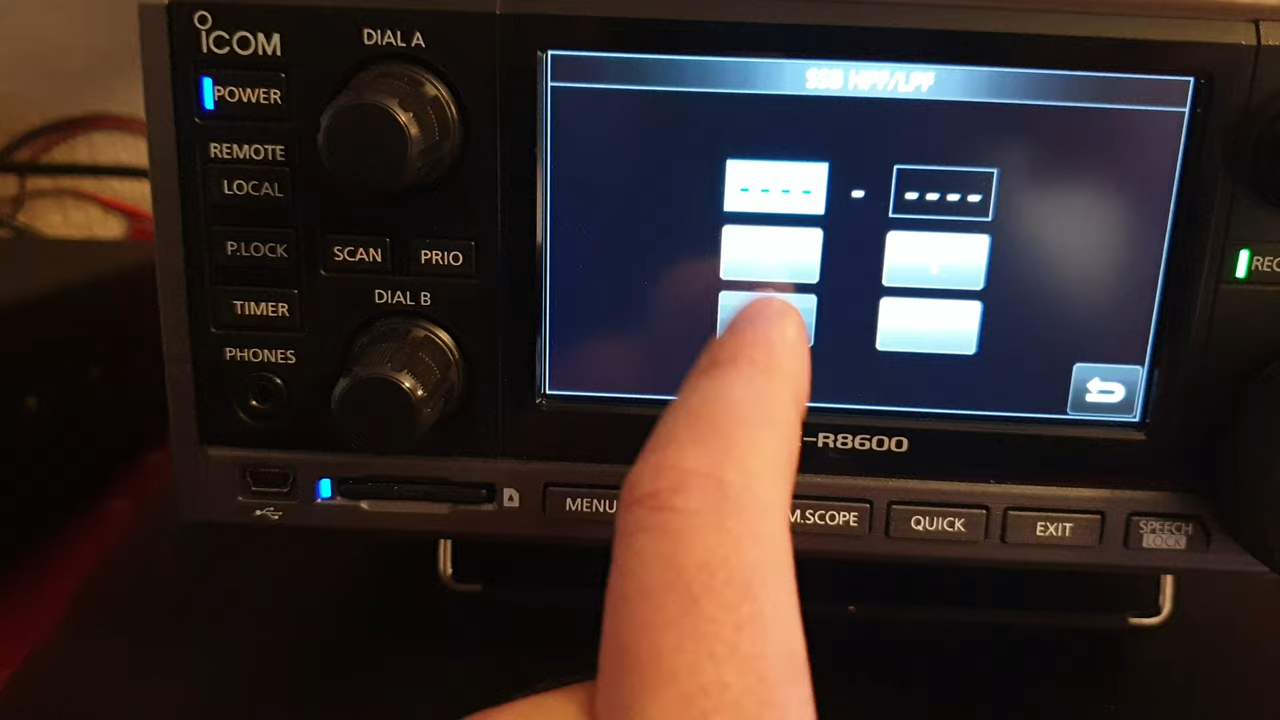 ICOM
DIAL A
POWER
REMOTE
LOCAL
P.LOCK
SCAN
PRIO
TIMER
DIAL B
PHONES
SSB HPF/LPF
---- - ----
REC
-R8600
MENU
M.SCOPE
QUICK
EXIT
SPEECH
LOCK